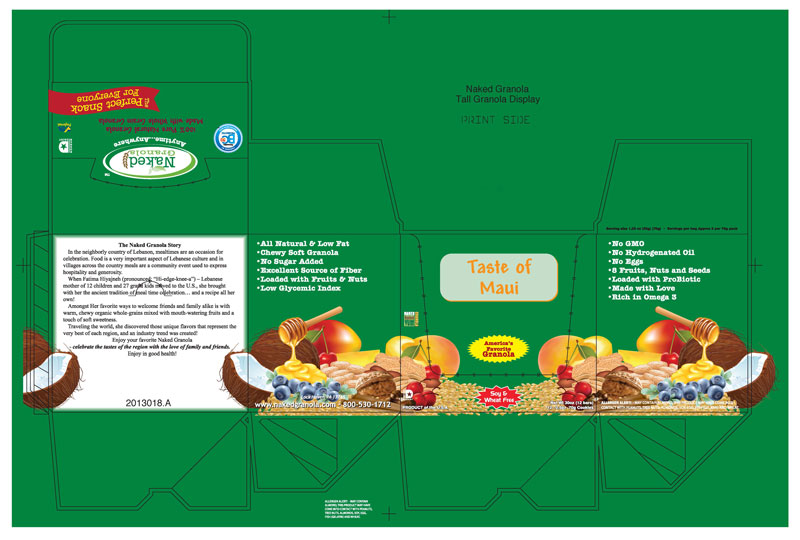 Naked Granola
Tall Granola Display
PRINT SIDE
The Perfect Snack
For Everyone
100% Pure Natural Granola
Made with Whole Grain Granola
Anytime...Anywhere
Naked
Granola
TM
The Naked Granola Story
In the neighborly country of Lebanon, mealtimes are an occasion for
celebration. Food is a very important aspect of Lebanese culture and in
villages across the country meals are a community event used to express
hospitality and generosity.
When Fatima Hiyajneh (pronounced "Hi-edge-knee-a") – Lebanese
mother of 12 children and 27 grand kids moved to the U.S., she brought
with her the ancient tradition of meal time celebration… and a recipe all her
own!
Amongst Her favorite ways to welcome friends and family alike is with
warm, chewy organic whole-grains mixed with mouth-watering fruits and a
touch of soft sweetness.
Traveling the world, she discovered those unique flavors that represent the
very best of each region, and an industry trend was created!
Enjoy your favorite Naked Granola
– celebrate the tastes of the region with the love of family and friends.
Enjoy in good health!
2013018.A
•All Natural & Low Fat
•Chewy Soft Granola
•No Sugar Added
•Excellent Source of Fiber
•Loaded with Fruits & Nuts
•Low Glycemic Index
www.nakedgranola.com - 800-530-1712
Taste of
Maui
America's
Favorite
Granola
Soy &
Wheat Free
PRODUCT of the USA
•No GMO
•No Hydrogenated Oil
•No Eggs
•8 Fruits, Nuts and Seeds
•Loaded with ProBiotic
•Made with Love
•Rich in Omega 3